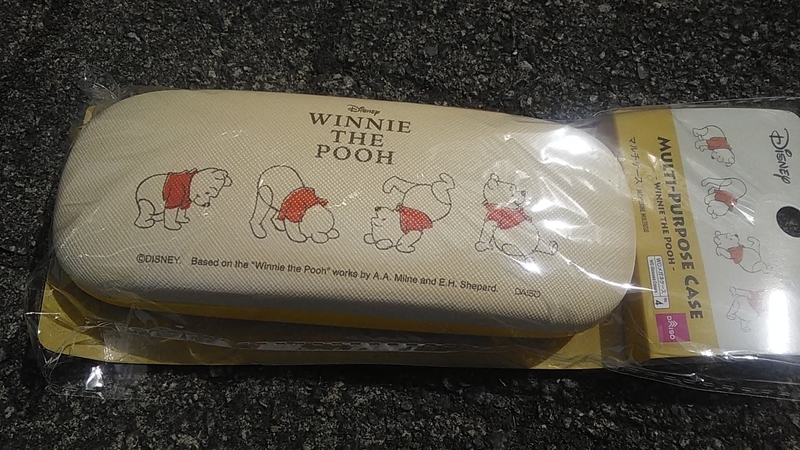 Disney
WINNIE
THE
POOH
©DISNEY. Based on the "Winnie the Pooh" works by A.A. Milne and E.H. Shepard.
DAISO
Disney
MULTI-PURPOSE CASE
- WINNIE THE POOH -
マルチケース
DAISO
4